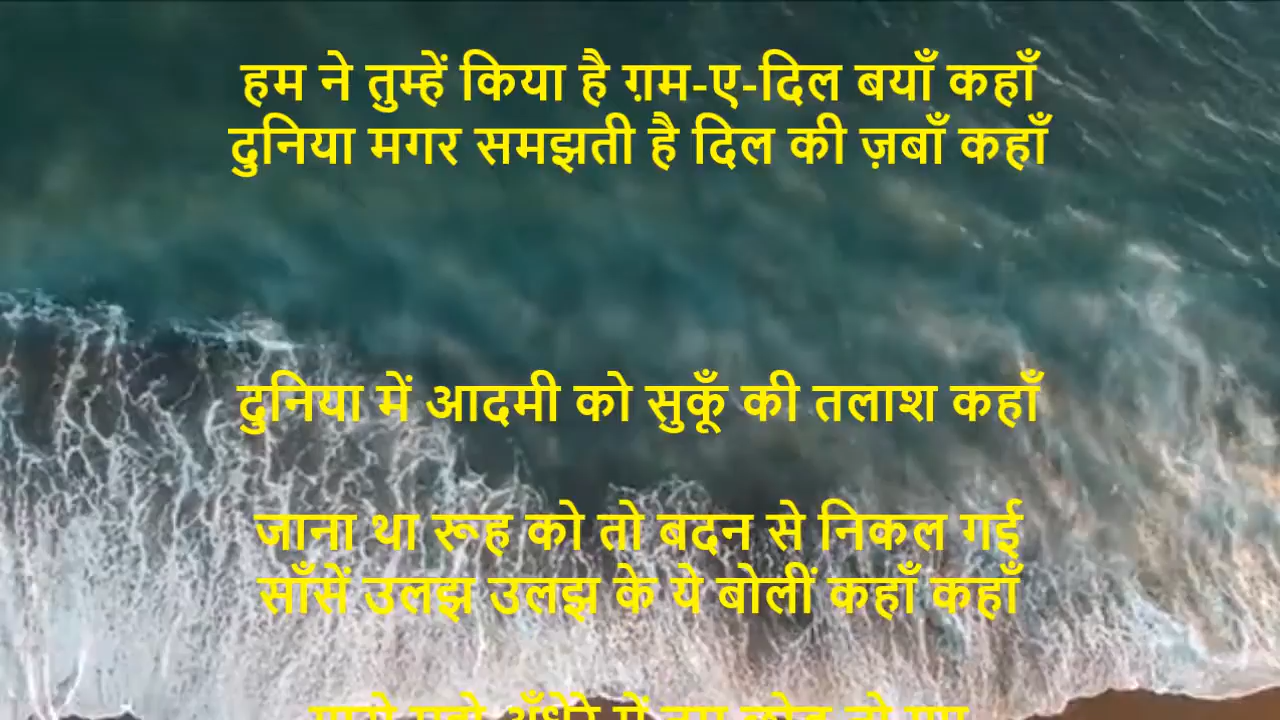 हम ने तुम्हें किया है ग़म-ए-दिल बयाँ कहाँ
दुनिया मगर समझती है दिल की ज़बाँ कहाँ
दुनिया में आदमी को सुकूँ की तलाश कहाँ
जाना था रूह को तो बदन से निकल गई
साँसें उलझ उलझ के ये बोलीं कहाँ कहाँ